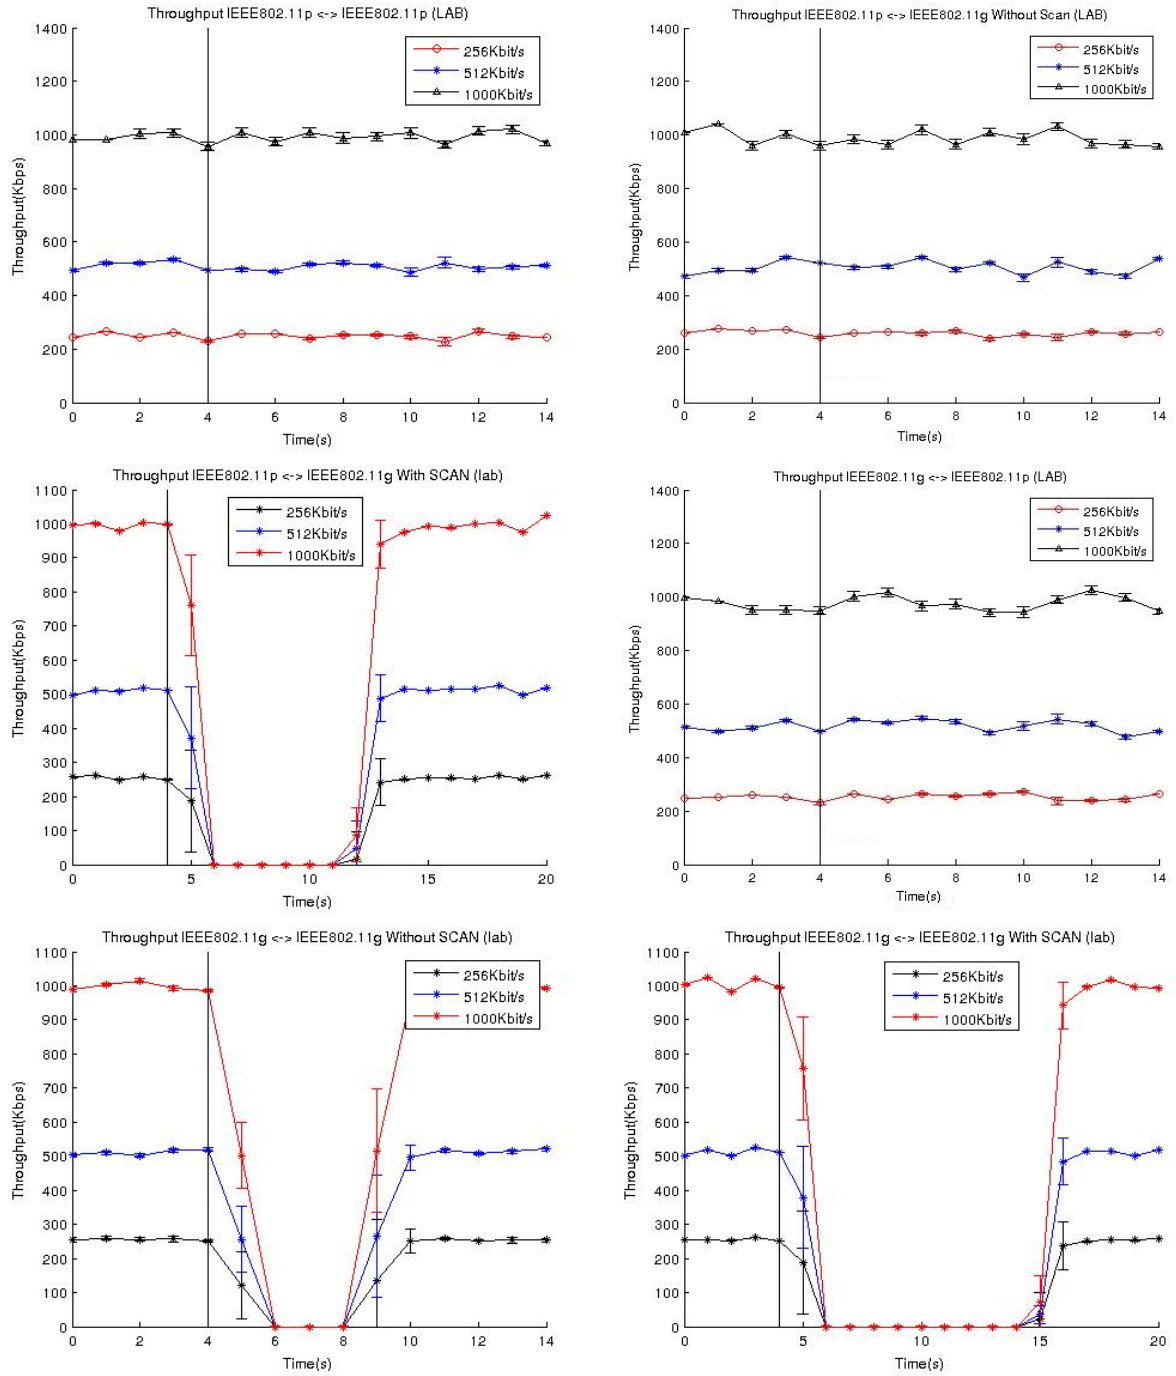 Throughput IEEE802.11p <-> IEEE802.11p (LAB)
1400
1200
1000
800
600
400
200
0
Throughput(Kbps)
256Kbit/s
512Kbit/s
1000Kbit/s
0 2 4 6 8 10 12 14
Time(s)
Throughput IEEE802.11p <-> IEEE802.11g Without Scan (LAB)
1400
1200
1000
800
600
400
200
0
Throughput(Kbps)
256Kbit/s
512Kbit/s
1000Kbit/s
0 2 4 6 8 10 12 14
Time(s)
Throughput IEEE802.11p <-> IEEE802.11g With SCAN (lab)
1100
1000
900
800
700
600
500
400
300
200
100
0
Throughput(Kbps)
256Kbit/s
512Kbit/s
1000Kbit/s
0 5 10 15 20
Time(s)
Throughput IEEE802.11g <-> IEEE802.11p (LAB)
1400
1200
1000
800
600
400
200
0
Throughput(Kbps)
256Kbit/s
512Kbit/s
1000Kbit/s
0 2 4 6 8 10 12 14
Time(s)
Throughput IEEE802.11g <-> IEEE802.11g Without SCAN (lab)
1100
1000
900
800
700
600
500
400
300
200
100
0
Throughput(Kbps)
256Kbit/s
512Kbit/s
1000Kbit/s
0 2 4 6 8 10 12 14
Time(s)
Throughput IEEE802.11g <-> IEEE802.11g With SCAN (lab)
1100
1000
900
800
700
600
500
400
300
200
100
0
Throughput(Kbps)
256Kbit/s
512Kbit/s
1000Kbit/s
0 5 10 15 20
Time(s)